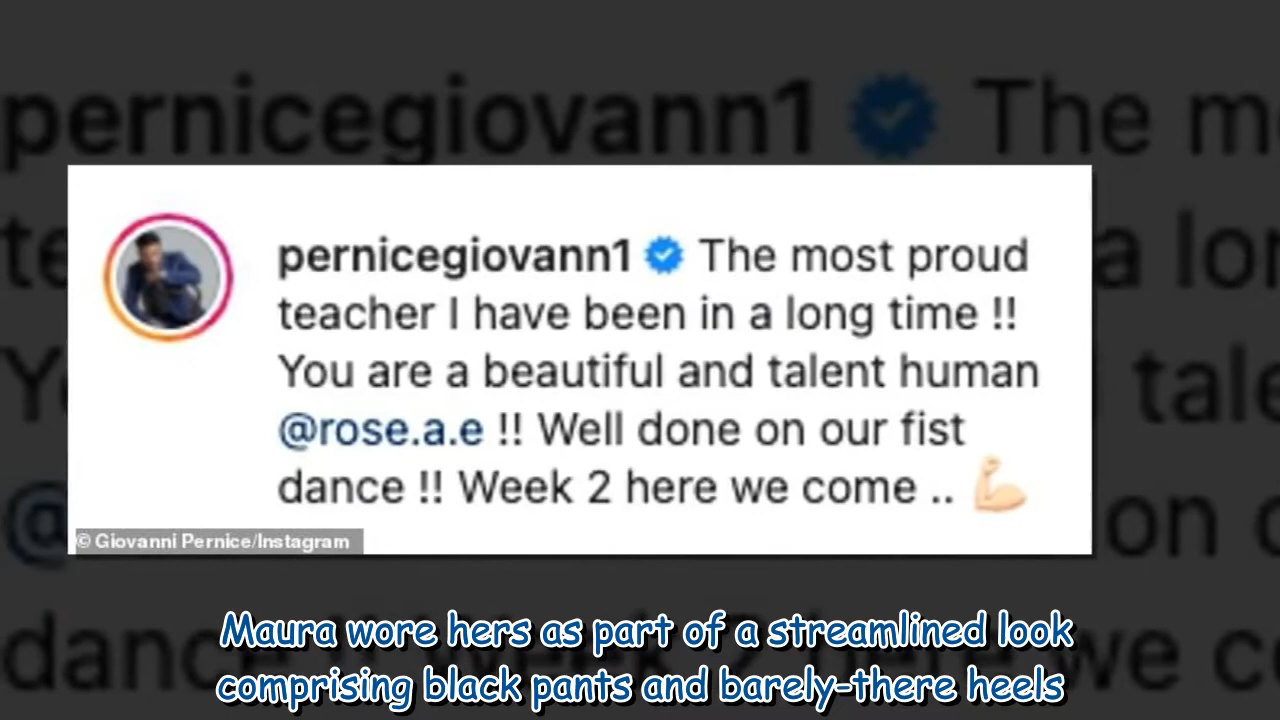 pernicegiovann1 The m
pernicegiovann1 The most proud
teacher I have been in a long time !!
You are a beautiful and talent human
@rose.a.e !! Well done on our fist
dance !! Week 2 here we come .. 💪🏻
© Giovanni Pernice/Instagram
Maura wore hers as part of a streamlined look
comprising black pants and barely-there heels